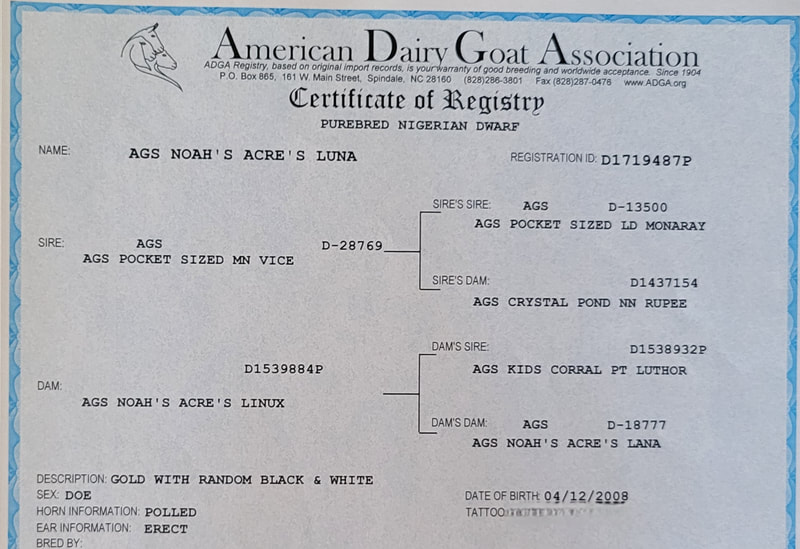 American Dairy Goat Association
ADGA Registry, based on original import records, is your warranty of good breeding and worldwide acceptance. Since 1904
P.O. Box 865, 161 W. Main Street, Spindale, NC 28160 (828)286-3801 Fax (828)287-0476 www.ADGA.org
Certificate of Registry
PUREBRED NIGERIAN DWARF
NAME: AGS NOAH'S ACRE'S LUNA
REGISTRATION ID: D1719487P
SIRE'S SIRE: AGS D-13500
AGS POCKET SIZED LD MONARAY
SIRE: AGS D-28769
AGS POCKET SIZED MN VICE
SIRE'S DAM: D1437154
AGS CRYSTAL POND NN RUPEE
DAM'S SIRE: D1538932P
AGS KIDS CORRAL PT LUTHOR
D1539884P
DAM:
AGS NOAH'S ACRE'S LINUX
DAM'S DAM: AGS D-18777
AGS NOAH'S ACRE'S LANA
DESCRIPTION: GOLD WITH RANDOM BLACK & WHITE
SEX: DOE
DATE OF BIRTH: 04/12/2008
HORN INFORMATION: POLLED
TATTOO:
EAR INFORMATION: ERECT
BRED BY: